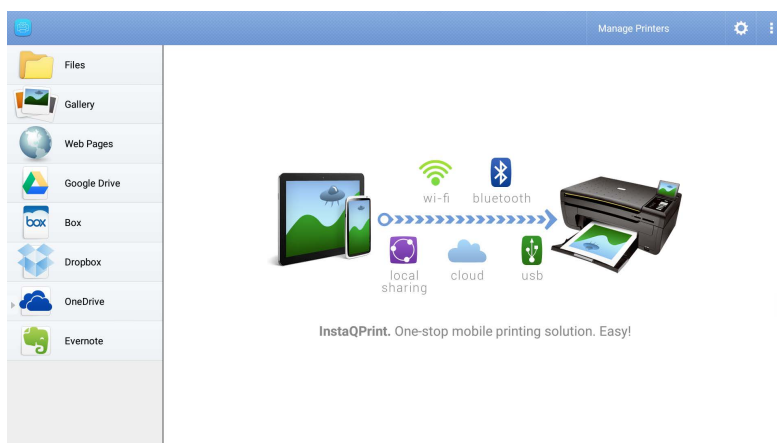 Manage Printers
Files
Gallery
Web Pages
Google Drive
box
Box
Dropbox
OneDrive
Evernote
wi-fi
bluetooth
local
sharing
cloud
usb
InstaQPrint. One-stop mobile printing solution. Easy!